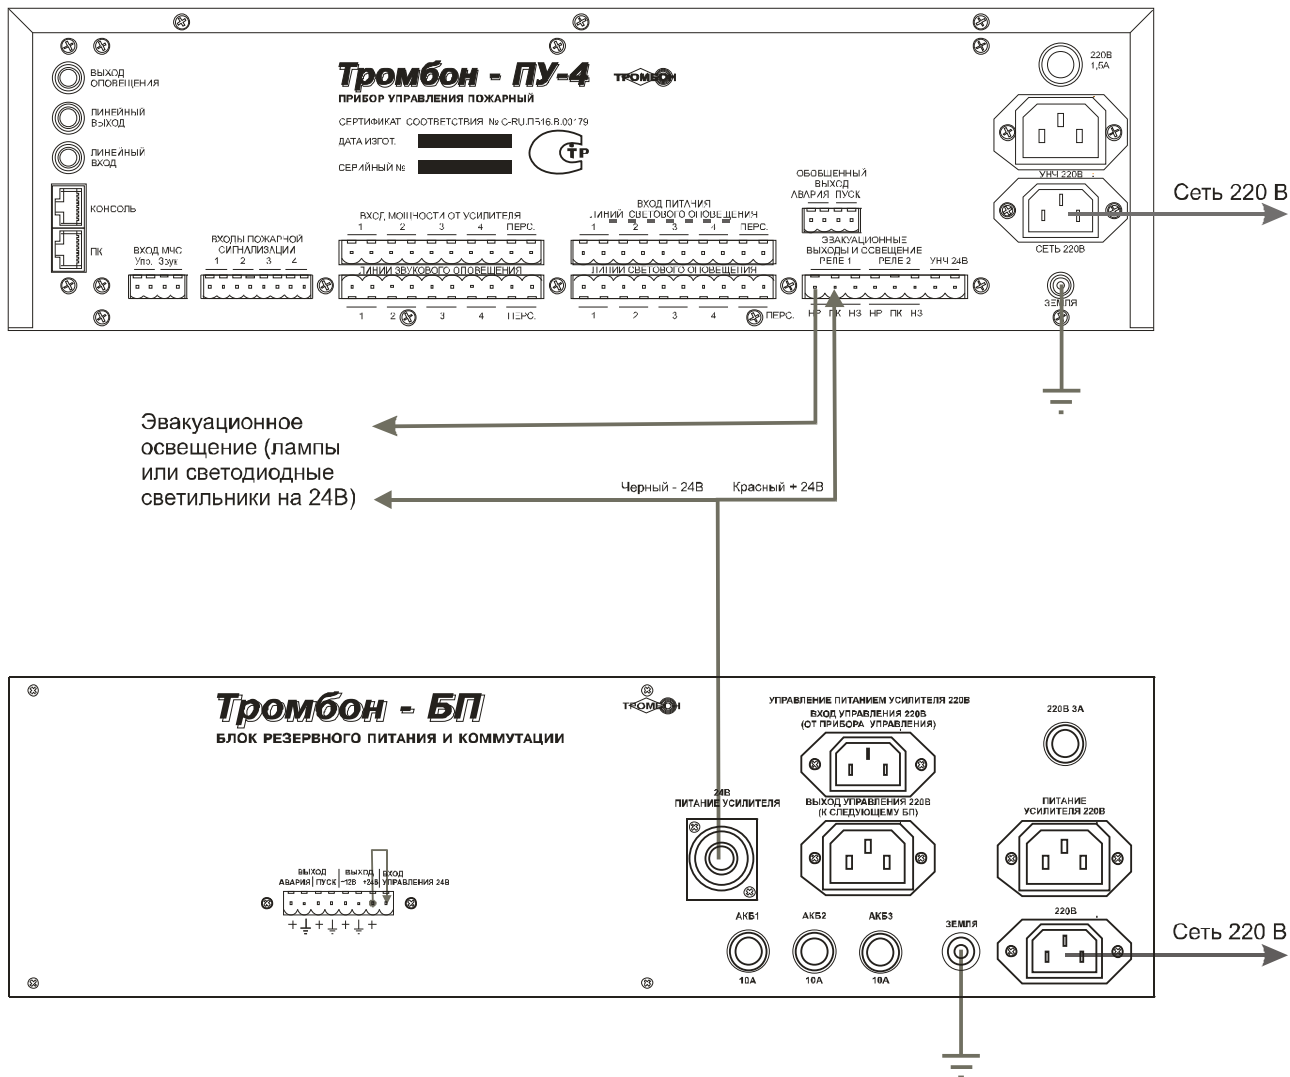 Тромбон - ПУ-4
ТРОМБОН
ПРИБОР УПРАВЛЕНИЯ ПОЖАРНЫЙ
СЕРТИФИКАТ СООТВЕТСТВИЯ № C-RU.ПБ16.В.00179
ДАТА ИЗГОТ.
СЕРИЙНЫЙ №
ВЫХОД
ОПОВЕЩЕНИЯ
ЛИНЕЙНЫЙ
ВЫХОД
ЛИНЕЙНЫЙ
ВХОД
КОНСОЛЬ
ПК
ВХОД МЧС
Упр. Звук
ВХОДЫ ПОЖАРНОЙ
СИГНАЛИЗАЦИИ
1 2 3 4
ВХОД МОЩНОСТИ ОТ УСИЛИТЕЛЯ
1 2 3 4 ПЕРС.
ЛИНИИ ЗВУКОВОГО ОПОВЕЩЕНИЯ
1 2 3 4 ПЕРС.
ВХОД ПИТАНИЯ
ЛИНИЙ СВЕТОВОГО ОПОВЕЩЕНИЯ
1 2 3 4 ПЕРС.
ЛИНИИ СВЕТОВОГО ОПОВЕЩЕНИЯ
1 2 3 4 ПЕРС.
ОБОБЩЕННЫЙ
ВЫХОД
АВАРИЯ ПУСК
ЭВАКУАЦИОННЫЕ
ВЫХОДЫ И ОСВЕЩЕНИЕ
РЕЛЕ 1 РЕЛЕ 2 УНЧ 24В
НР ПК НЗ НР ПК НЗ
220В
1,5А
УНЧ 220В
СЕТЬ 220В
ЗЕМЛЯ
Сеть 220 В
Эвакуационное
освещение (лампы
или светодиодные
светильники на 24В)
Черный - 24В
Красный + 24В
Тромбон - БП
ТРОМБОН
БЛОК РЕЗЕРВНОГО ПИТАНИЯ И КОММУТАЦИИ
ВЫХОД ВЫХОД ВХОД
АВАРИЯ ПУСК ~12В +24В УПРАВЛЕНИЯ 24В
+ + + +
24В
ПИТАНИЕ УСИЛИТЕЛЯ
УПРАВЛЕНИЕ ПИТАНИЕМ УСИЛИТЕЛЯ 220В
ВХОД УПРАВЛЕНИЯ 220В
(ОТ ПРИБОРА УПРАВЛЕНИЯ)
ВЫХОД УПРАВЛЕНИЯ 220В
(К СЛЕДУЮЩЕМУ БП)
220В 3А
ПИТАНИЕ
УСИЛИТЕЛЯ 220В
АКБ1 АКБ2 АКБ3
10А 10А 10А
ЗЕМЛЯ
220В
Сеть 220 В